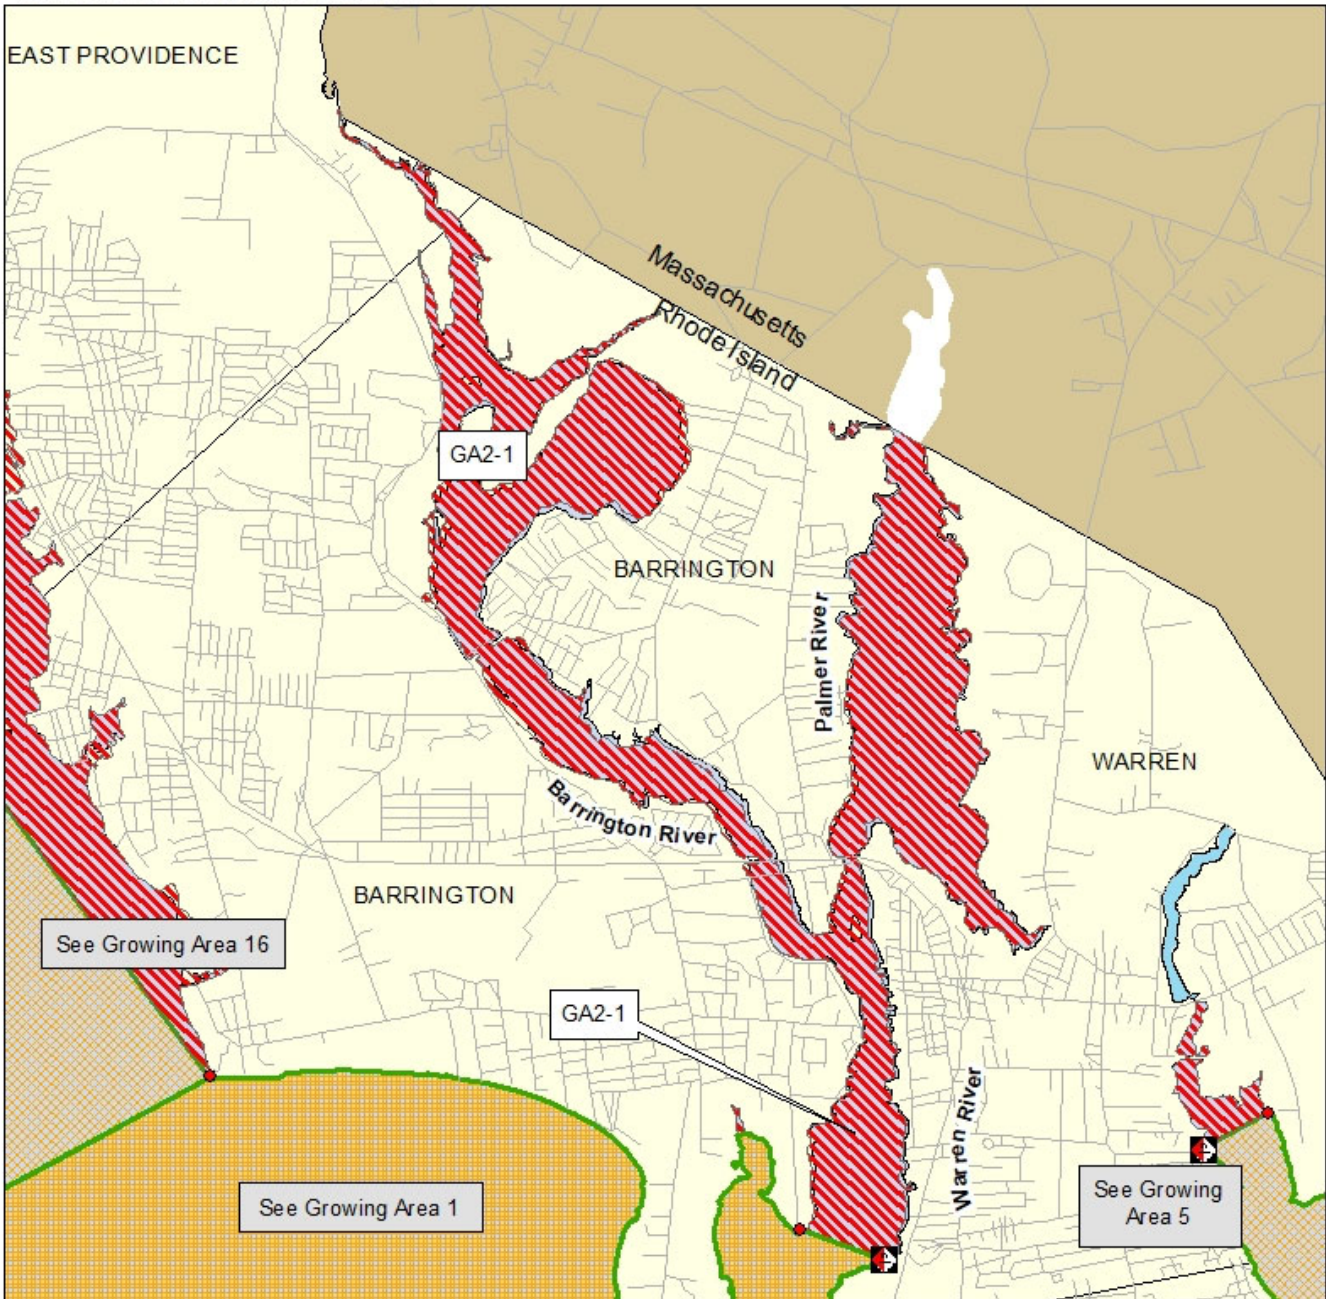 EAST PROVIDENCE
Massachusetts
Rhode Island
GA2-1
BARRINGTON
Palmer River
WARREN
Barrington River
BARRINGTON
See Growing Area 16
GA2-1
Warren River
See Growing Area 1
See Growing
Area 5